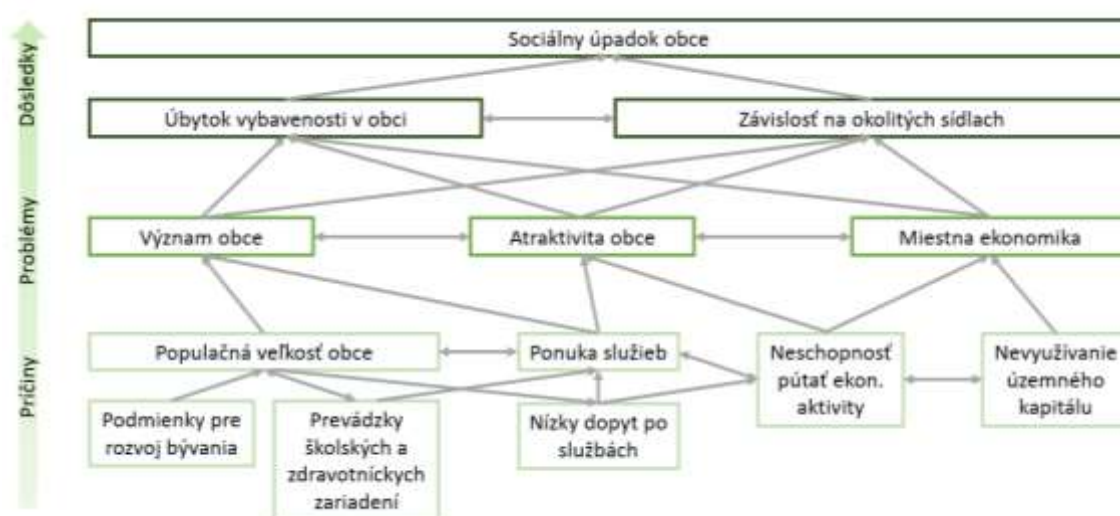 Dôsledky
Sociálny úpadok obce
Úbytok vybavenosti v obci
Závislosť na okolitých sídlach
Problémy
Význam obce
Atraktivita obce
Miestna ekonomika
Príčiny
Populačná veľkosť obce
Ponuka služieb
Neschopnosť
pútať ekon.
aktivity
Nevyužívanie
územného
kapitálu
Podmienky pre
rozvoj bývania
Prevádzky
školských a
zdravotníckych
zariadení
Nízky dopyt po
službách